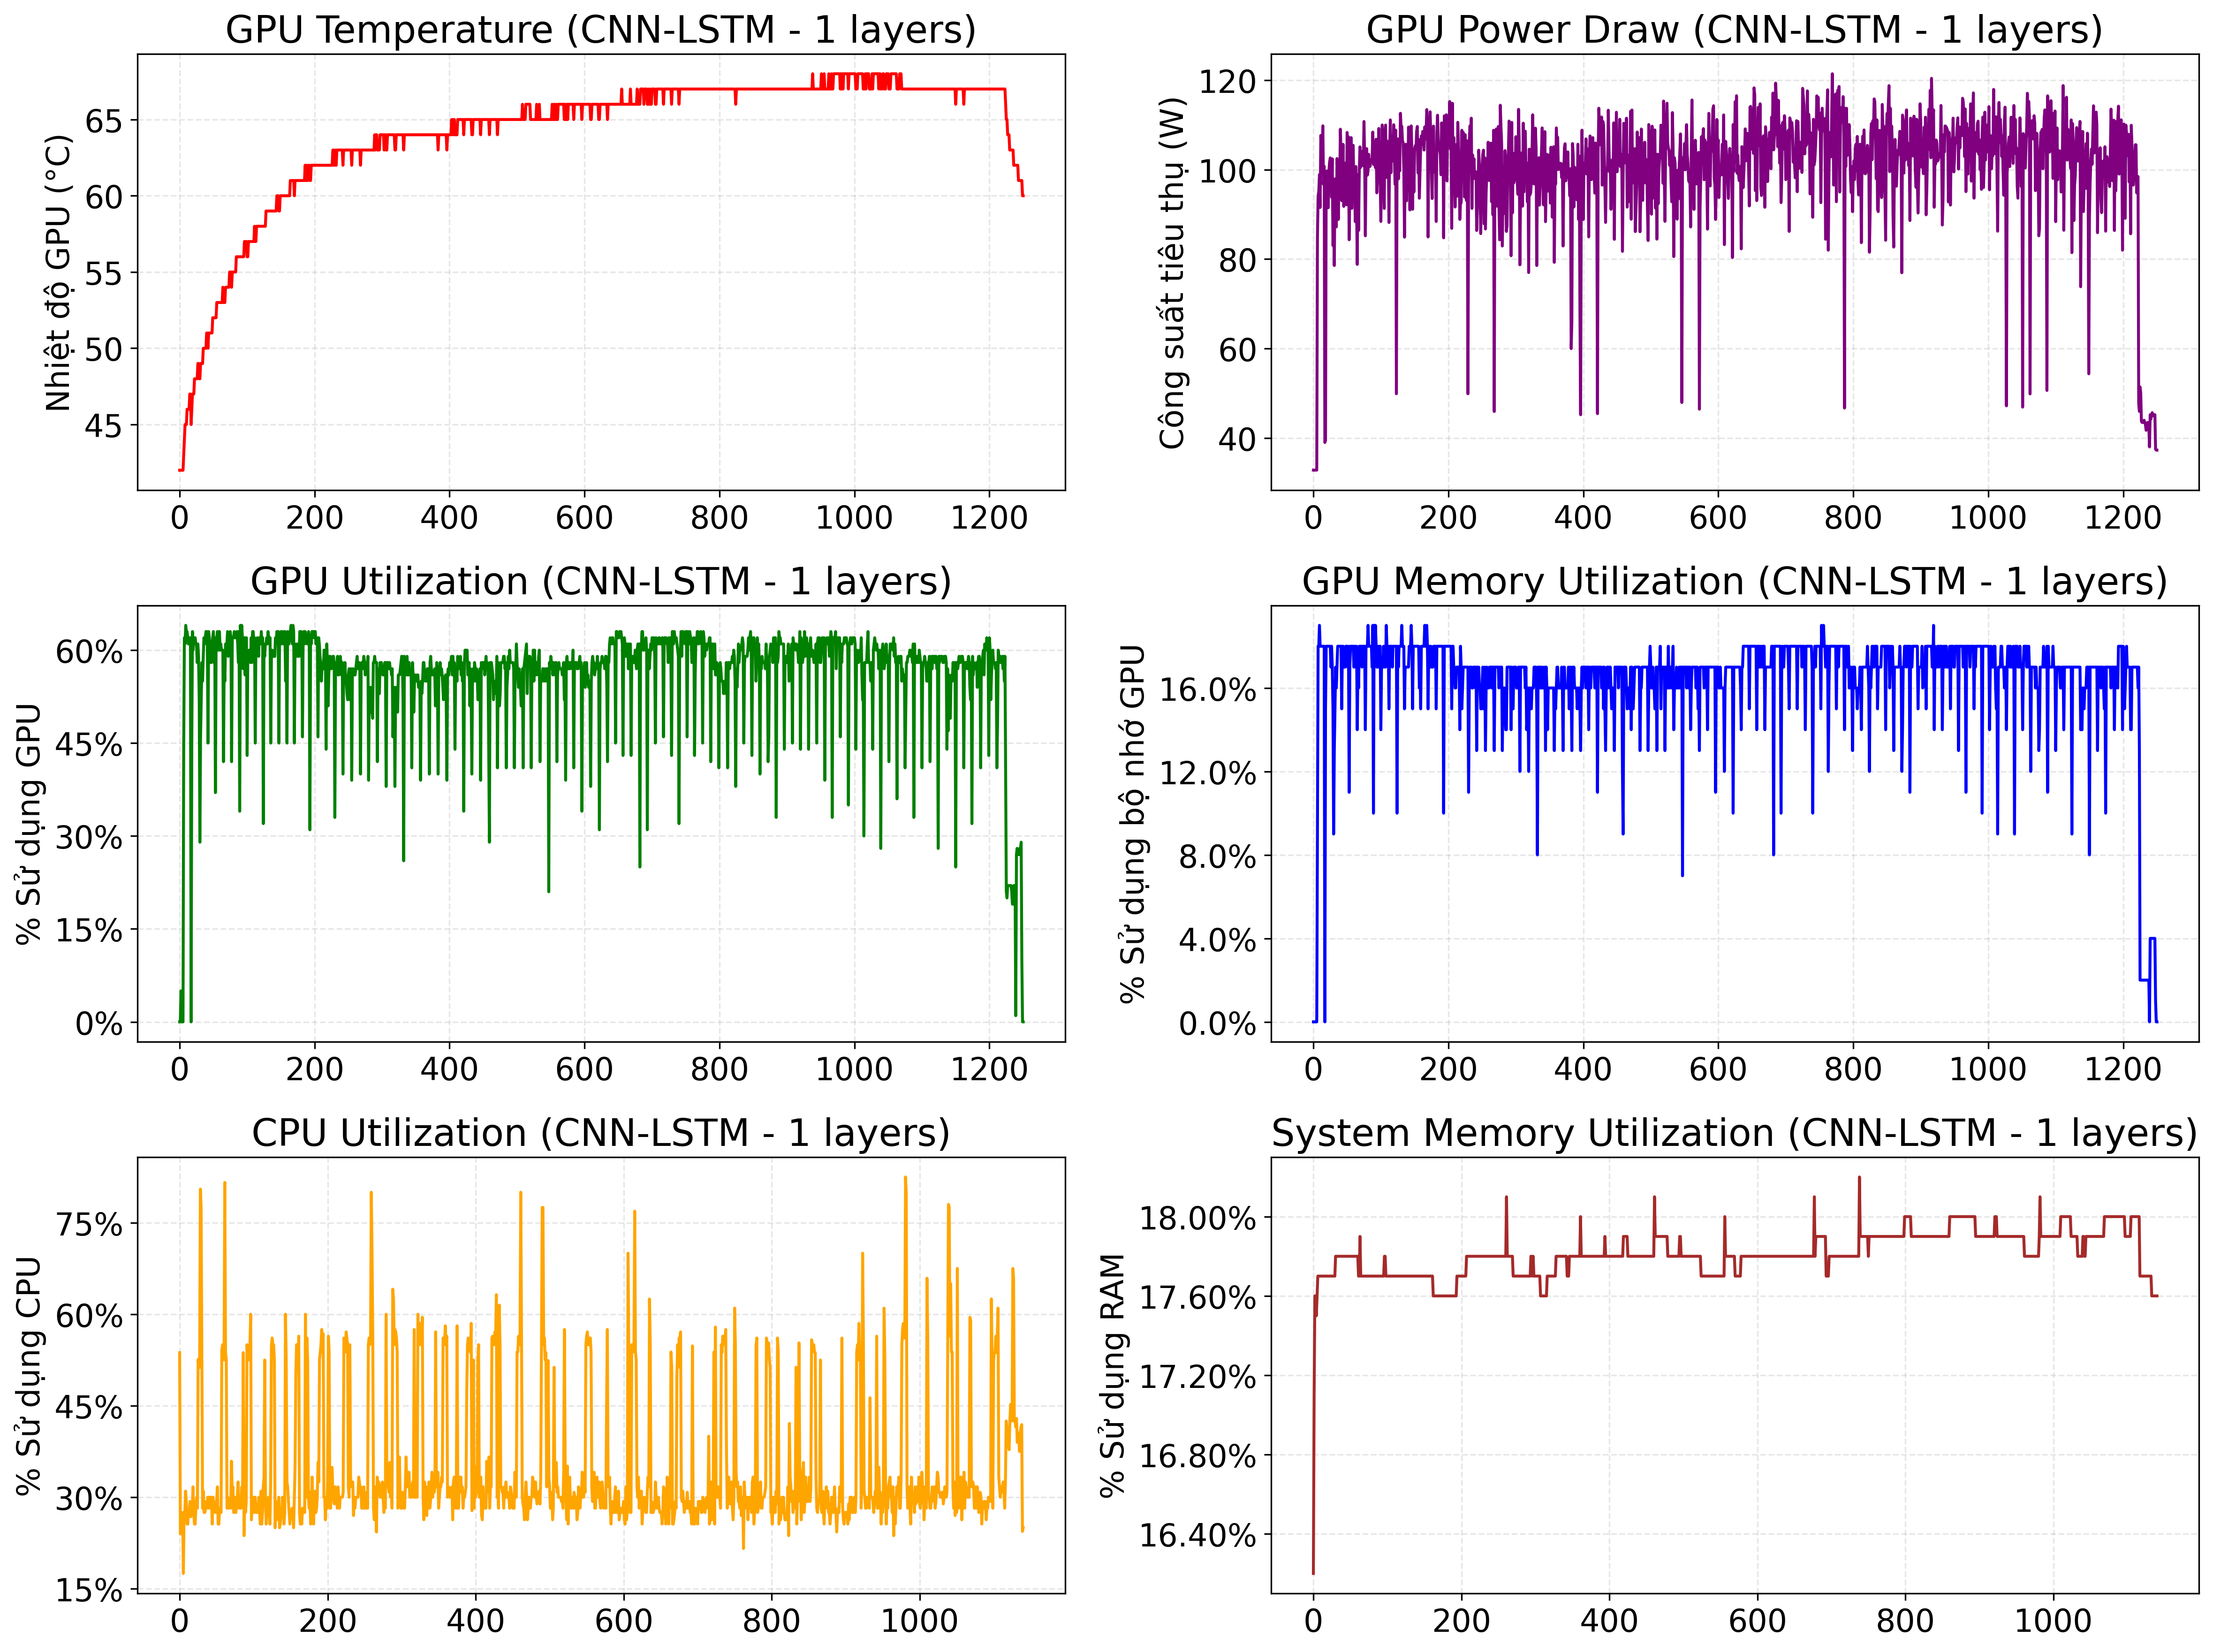 GPU Temperature (CNN-LSTM - 1 layers)
Nhiệt độ GPU (°C)
65
60
55
50
45
0 200 400 600 800 1000 1200
GPU Power Draw (CNN-LSTM - 1 layers)
Công suất tiêu thụ (W)
120
100
80
60
40
0 200 400 600 800 1000 1200
GPU Utilization (CNN-LSTM - 1 layers)
% Sử dụng GPU
60%
45%
30%
15%
0%
0 200 400 600 800 1000 1200
GPU Memory Utilization (CNN-LSTM - 1 layers)
% Sử dụng bộ nhớ GPU
16.0%
12.0%
8.0%
4.0%
0.0%
0 200 400 600 800 1000 1200
CPU Utilization (CNN-LSTM - 1 layers)
% Sử dụng CPU
75%
60%
45%
30%
15%
0 200 400 600 800 1000
System Memory Utilization (CNN-LSTM - 1 layers)
% Sử dụng RAM
18.00%
17.60%
17.20%
16.80%
16.40%
0 200 400 600 800 1000